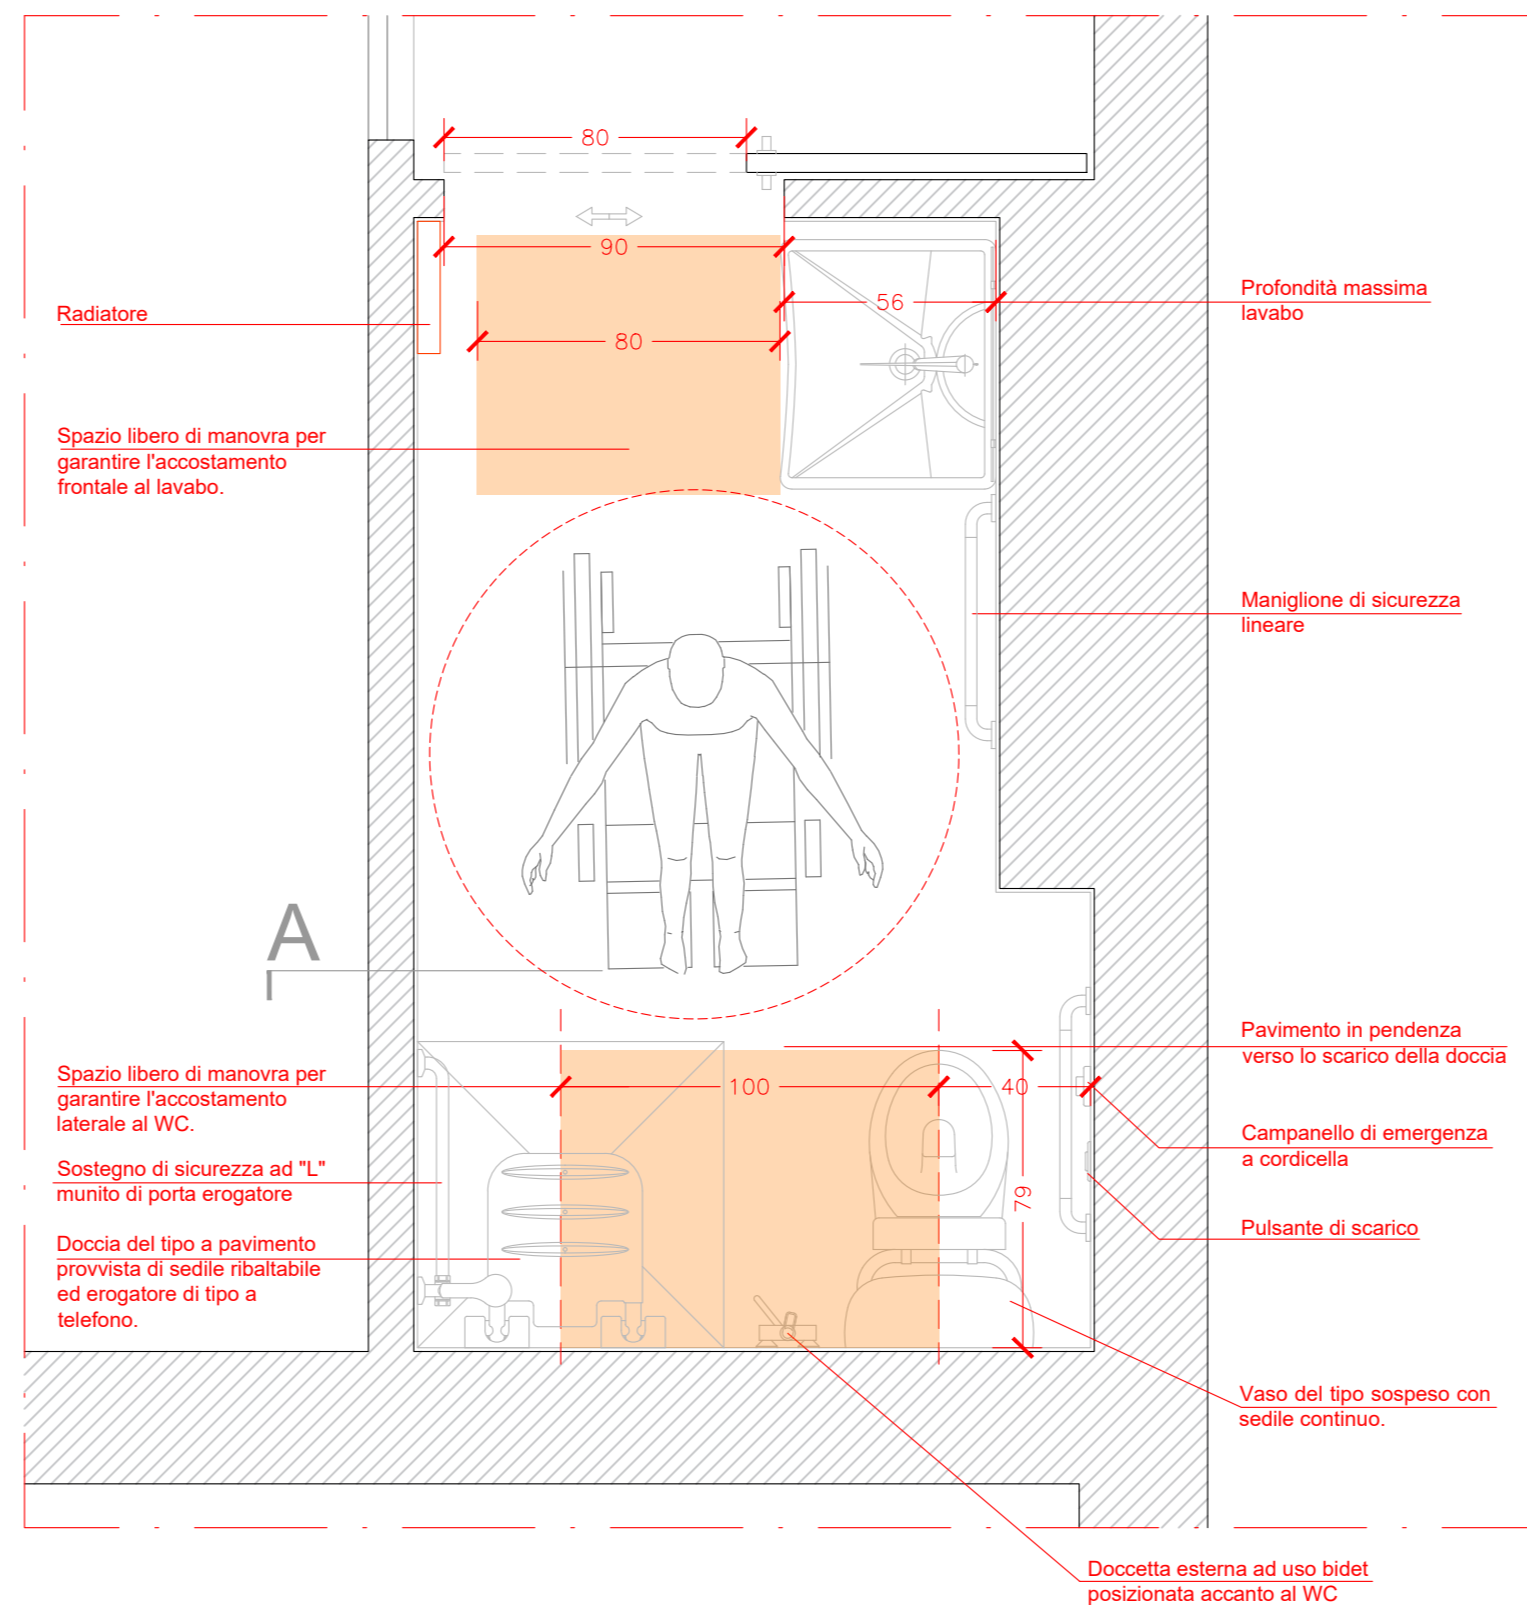 80
90
Profondità massima
lavabo
56
Radiatore
80
Spazio libero di manovra per
garantire l'accostamento
frontale al lavabo.
Maniglione di sicurezza
lineare
A
Pavimento in pendenza
verso lo scarico della doccia
Spazio libero di manovra per
garantire l'accostamento
laterale al WC.
100
40
Campanello di emergenza
a cordicella
Sostegno di sicurezza ad "L"
munito di porta erogatore
79
Pulsante di scarico
Doccia del tipo a pavimento
provvista di sedile ribaltabile
ed erogatore di tipo a
telefono.
Vaso del tipo sospeso con
sedile continuo.
Doccetta esterna ad uso bidet
posizionata accanto al WC